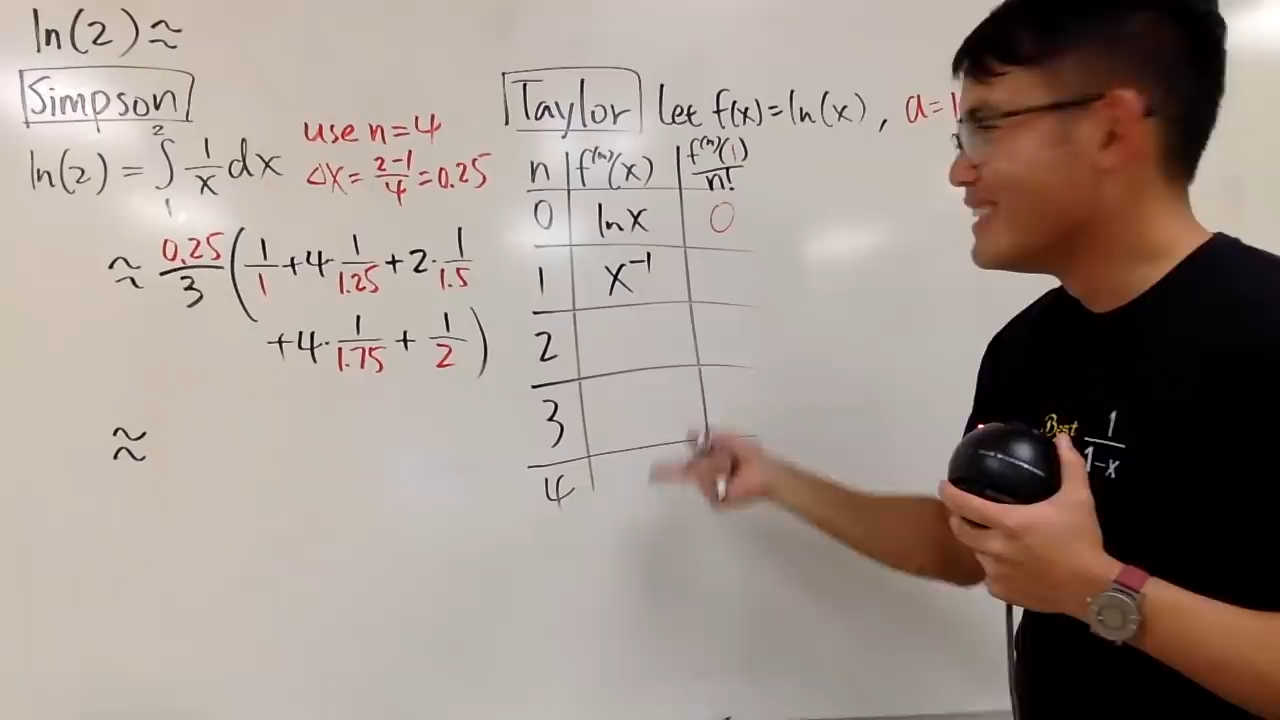 ln(2) ≈
Simpson
ln(2) = ∫₁² 1/x dx
use n=4
Δx = 2-1/4 = 0.25
≈ 0.25/3 (1/1 + 4·1/1.25 + 2·1/1.5
+ 4·1/1.75 + 1/2)
≈
Taylor let f(x)=ln(x), a=1
n f⁽ⁿ⁾(x) f⁽ⁿ⁾(1)/n!
0 lnx 0
1 x⁻¹
2
3
4
Best 1/1-x